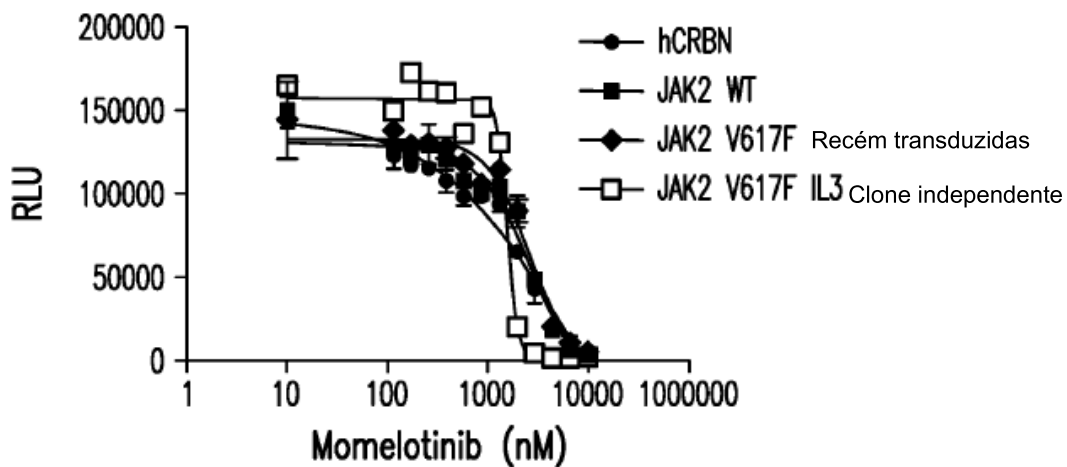 200000
150000
100000
50000
0
RLU
1 10 100 1000 10000 1000000
Momelotinib (nM)
hCRBN
JAK2 WT
JAK2 V617F Recém transduzidas
JAK2 V617F IL3 Clone independente